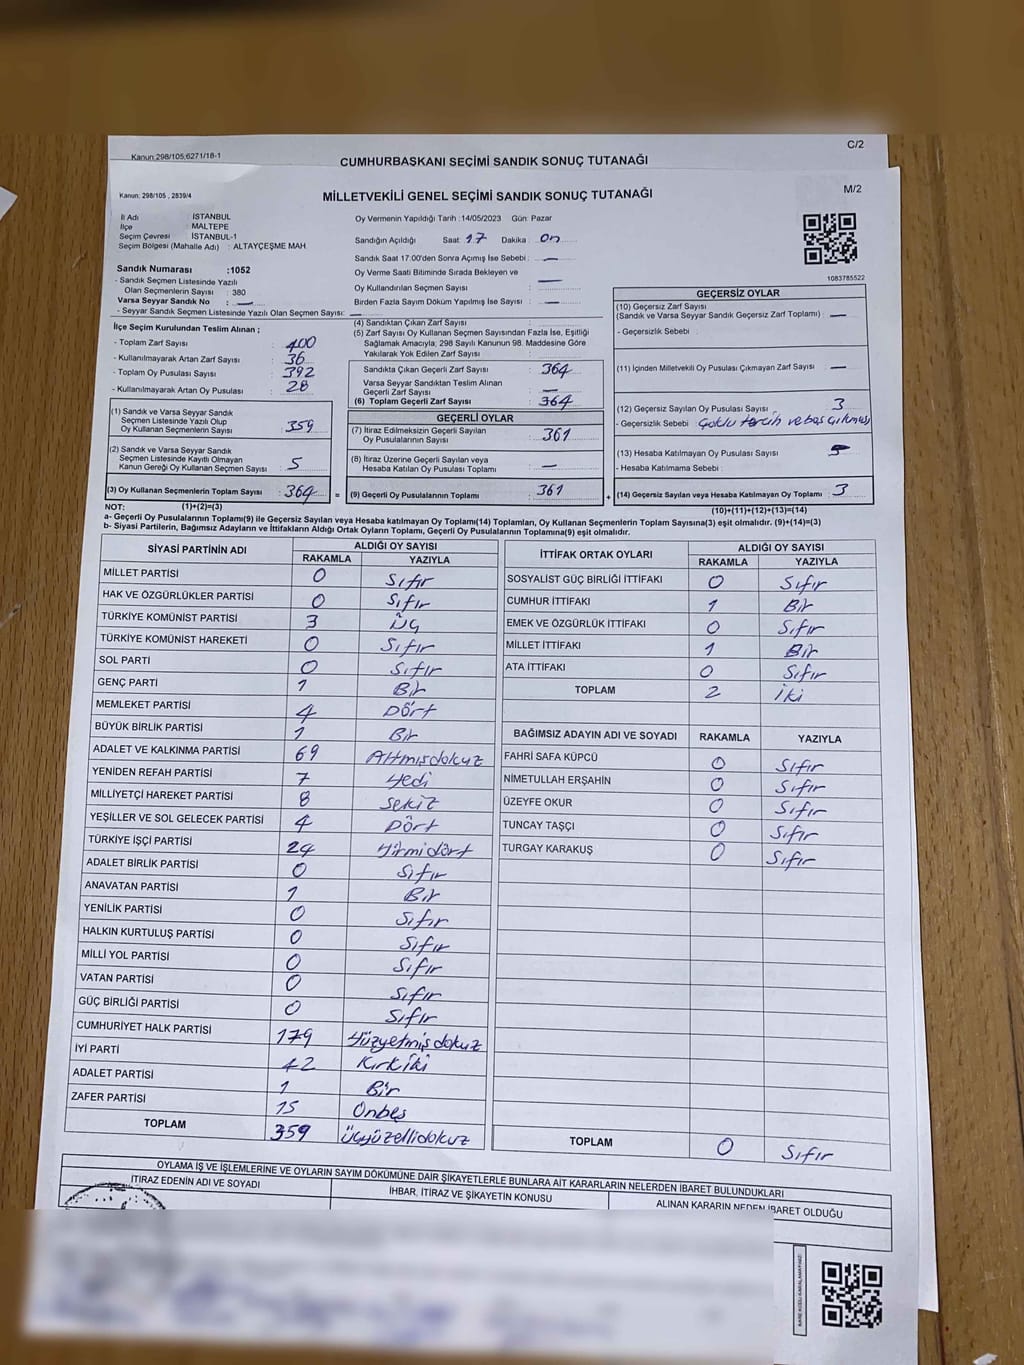 Kanun:298/105,6271/18-1
C/2
CUMHURBAŞKANI SEÇİMİ SANDIK SONUÇ TUTANAĞI
Kanun: 298/105 , 2839/4
MİLLETVEKİLİ GENEL SEÇİMİ SANDIK SONUÇ TUTANAĞI
M/2
İl Adı : İSTANBUL
İlçe : MALTEPE
Seçim Çevresi : İSTANBUL-1
Seçim Bölgesi (Mahalle Adı) : ALTAYÇEŞME MAH.
Oy Vermenin Yapıldığı Tarih :14/05/2023 Gün: Pazar
Sandığın Açıldığı Saat: 17 Dakika : on
Sandık Saat 17.00'den Sonra Açımış İse Sebebi : —
Oy Verme Saati Bitiminde Sırada Bekleyen ve
Oy Kullandırılan Seçmen Sayısı : —
Birden Fazla Sayım Döküm Yapılmış İse Sayısı : —
1083785522
Sandık Numarası :1052
- Sandık Seçmen Listesinde Yazılı
Olan Seçmenlerin Sayısı : 380
Varsa Seyyar Sandık No : —
- Seyyar Sandık Seçmen Listesinde Yazılı Olan Seçmen Sayısı: —
İlçe Seçim Kurulundan Teslim Alınan ;
- Toplam Zarf Sayısı : 400
- Kullanılmayarak Artan Zarf Sayısı : 36
- Toplam Oy Pusulası Sayısı : 392
- Kullanılmayarak Artan Oy Pusulası : 28
(1) Sandık ve Varsa Seyyar Sandık
Seçmen Listesinde Yazılı Olup
Oy Kullanan Seçmenlerin Sayısı : 359
(2) Sandık ve Varsa Seyyar Sandık
Seçmen Listesinde Kayıtlı Olmayan
Kanun Gereği Oy Kullanan Seçmen Sayısı : 5
(3) Oy Kullanan Seçmenlerin Toplam Sayısı : 364
(4) Sandıktan Çıkan Zarf Sayısı :
(5) Zarf Sayısı Oy Kullanan Seçmen Sayısından Fazla İse, Eşitliği
Sağlamak Amacıyla; 298 Sayılı Kanunun 98. Maddesine Göre
Yakılarak Yok Edilen Zarf Sayısı :
Sandıkta Çıkan Geçerli Zarf Sayısı : 364
Varsa Seyyar Sandıktan Teslim Alınan
Geçerli Zarf Sayısı : —
(6) Toplam Geçerli Zarf Sayısı : 364
GEÇERLİ OYLAR
(7) İtiraz Edilmeksizin Geçerli Sayılan
Oy Pusulalarının Sayısı : 361
(8) İtiraz Üzerine Geçerli Sayılan veya
Hesaba Katılan Oy Pusulası Toplamı : —
= (9) Geçerli Oy Pusulalarının Toplamı : 361
GEÇERSİZ OYLAR
(10) Geçersiz Zarf Sayısı
(Sandık ve Varsa Seyyar Sandık Geçersiz Zarf Toplamı) : —
- Geçersizlik Sebebi :
(11) İçinden Milletvekili Oy Pusulası Çıkmayan Zarf Sayısı : —
(12) Geçersiz Sayılan Oy Pusulası Sayısı : 3
- Geçersizlik Sebebi : Çoklu tercih ve boş çıkmış
(13) Hesaba Katılmayan Oy Pusulası Sayısı :
- Hesaba Katılmama Sebebi :
+ (14) Geçersiz Sayılan veya Hesaba Katılmayan Oy Toplamı : 3
NOT: (1)+(2)=(3)
(10)+(11)+(12)+(13)=(14)
a- Geçerli Oy Pusulaları Toplamı(9) ile Geçersiz Sayılan veya Hesaba katılmayan Oy Toplamı(14) Toplamları, Oy Kullanan Seçmenlerin Toplam Sayısına(3) eşit olmalıdır. (9)+(14)=(3)
b- Siyasi Partilerin, Bağımsız Adayların ve İttifakların Aldığı Ortak Oyların Toplamı, Geçerli Oy Pusulalarının Toplamına(9) eşit olmalıdır.
SİYASİ PARTİNİN ADI ALDIĞI OY SAYISI
RAKAMLA YAZIYLA
MİLLET PARTİSİ 0 Sıfır
HAK VE ÖZGÜRLÜKLER PARTİSİ 0 Sıfır
TÜRKİYE KOMÜNİST PARTİSİ 3 Üç
TÜRKİYE KOMÜNİST HAREKETİ 0 Sıfır
SOL PARTİ 0 Sıfır
GENÇ PARTİ 1 Bir
MEMLEKET PARTİSİ 4 Dört
BÜYÜK BİRLİK PARTİSİ 1 Bir
ADALET VE KALKINMA PARTİSİ 69 Altmışdokuz
YENİDEN REFAH PARTİSİ 7 Yedi
MİLLİYETÇİ HAREKET PARTİSİ 8 Sekiz
YEŞİLLER VE SOL GELECEK PARTİSİ 4 Dört
TÜRKİYE İŞÇİ PARTİSİ 24 Yirmidört
ADALET BİRLİK PARTİSİ 0 Sıfır
ANAVATAN PARTİSİ 1 Bir
YENİLİK PARTİSİ 0 Sıfır
HALKIN KURTULUŞ PARTİSİ 0 Sıfır
MİLLİ YOL PARTİSİ 0 Sıfır
VATAN PARTİSİ 0 Sıfır
GÜÇ BİRLİĞİ PARTİSİ 0 Sıfır
CUMHURİYET HALK PARTİSİ 179 Yüzyetmişdokuz
İYİ PARTİ 42 Kırkiki
ADALET PARTİSİ 1 Bir
ZAFER PARTİSİ 15 Onbeş
TOPLAM 359 üçyüzellidokuz
İTTİFAK ORTAK OYLARI ALDIĞI OY SAYISI
RAKAMLA YAZIYLA
SOSYALİST GÜÇ BİRLİĞİ İTTİFAKI 0 Sıfır
CUMHUR İTTİFAKI 1 Bir
EMEK VE ÖZGÜRLÜK İTTİFAKI 0 Sıfır
MİLLET İTTİFAKI 1 Bir
ATA İTTİFAKI 0 Sıfır
TOPLAM 2 İki
BAĞIMSIZ ADAYIN ADI VE SOYADI RAKAMLA YAZIYLA
FAHRİ SAFA KÜPCÜ 0 Sıfır
NİMETULLAH ERŞAHİN 0 Sıfır
ÜZEYFE OKUR 0 Sıfır
TUNCAY TAŞÇI 0 Sıfır
TURGAY KARAKUŞ 0 Sıfır
TOPLAM 0 Sıfır
OYLAMA İŞ VE İŞLEMLERİNE VE OYLARIN SAYIM DÖKÜMÜNE DAİR ŞİKAYETLERLE BUNLARA AİT KARARLARIN NELERDEN İBARET BULUNDUKLARI
İTİRAZ EDENİN ADI VE SOYADI İHBAR, İTİRAZ VE ŞİKAYETİN KONUSU ALINAN KARARIN NEDEN İBARET OLDUĞU